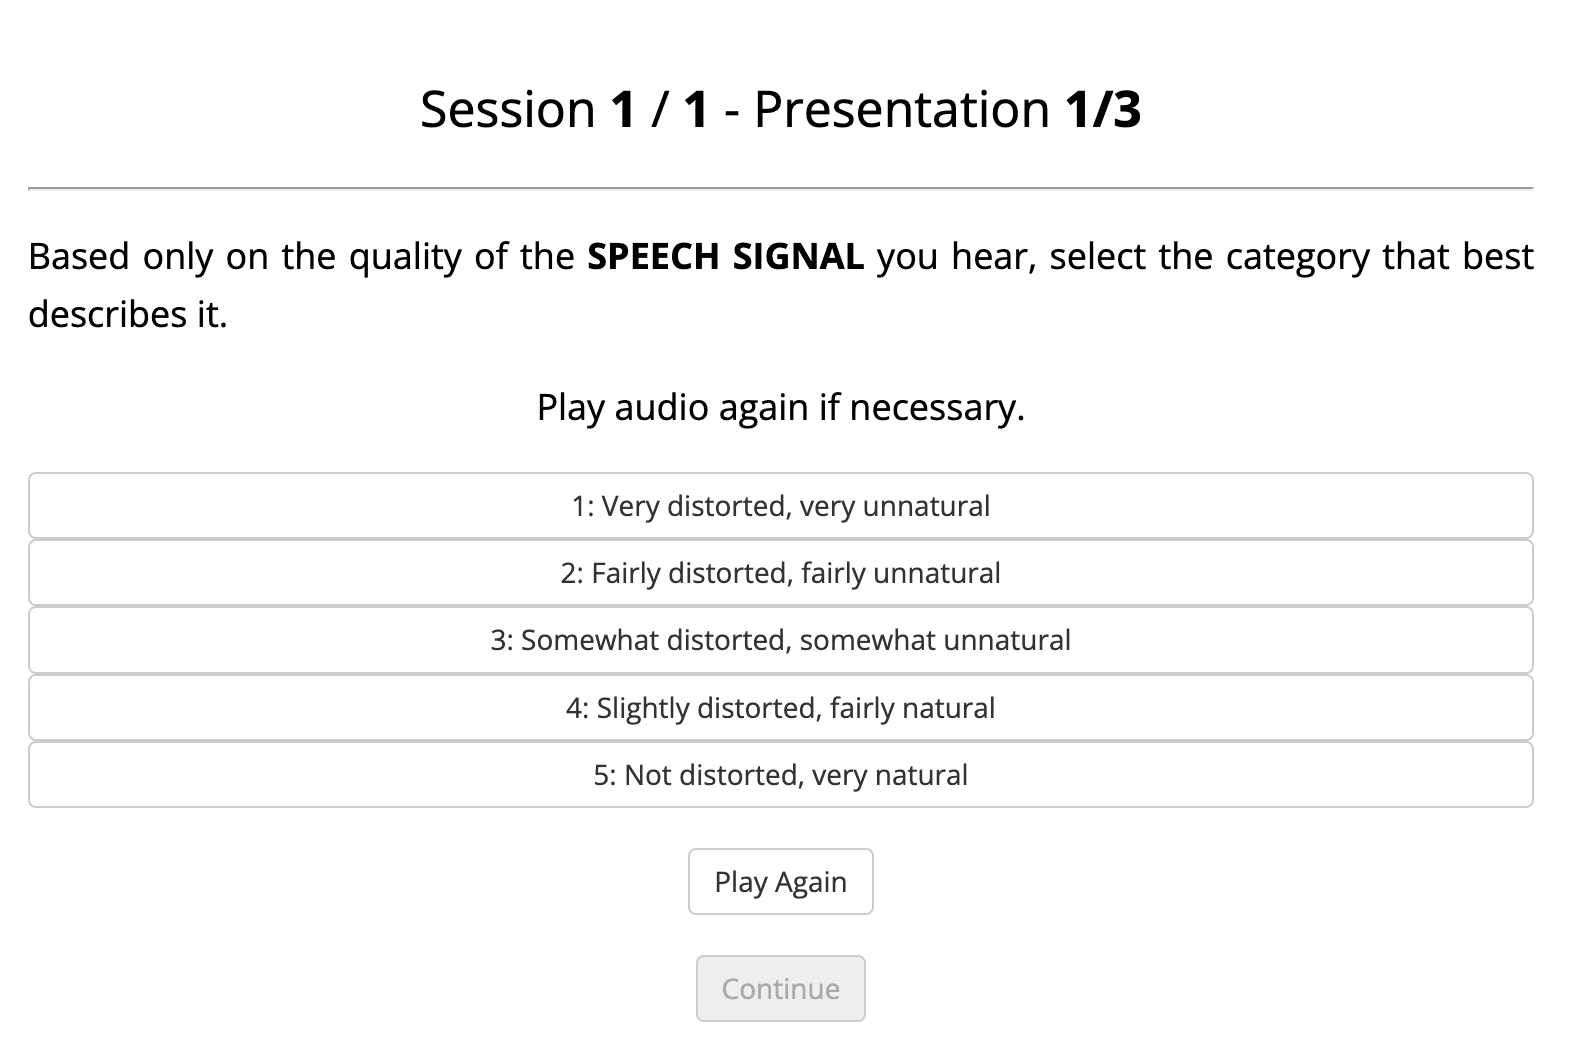 Session 1 / 1 - Presentation 1/3
Based only on the quality of the SPEECH SIGNAL you hear, select the category that best
describes it.
Play audio again if necessary.
1: Very distorted, very unnatural
2: Fairly distorted, fairly unnatural
3: Somewhat distorted, somewhat unnatural
4: Slightly distorted, fairly natural
5: Not distorted, very natural
Play Again
Continue